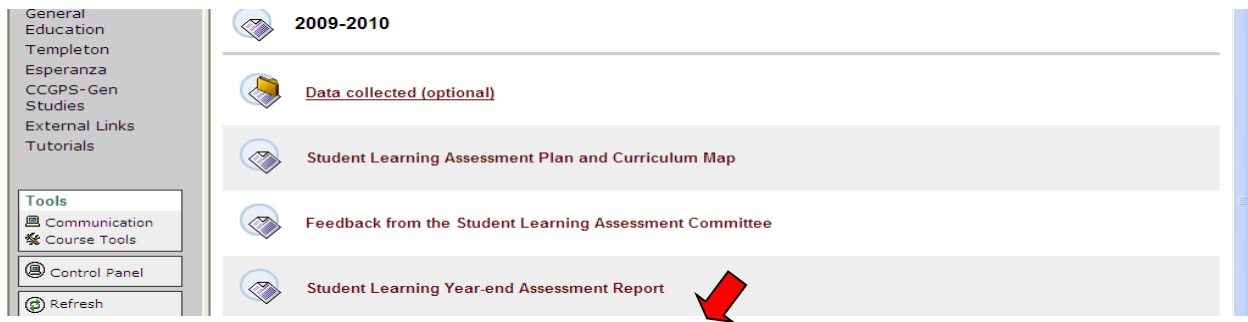 General
Education
Templeton
Esperanza
CCGPS-Gen
Studies
External Links
Tutorials
Tools
Communication
Course Tools
Control Panel
Refresh
2009-2010
Data collected (optional)
Student Learning Assessment Plan and Curriculum Map
Feedback from the Student Learning Assessment Committee
Student Learning Year-end Assessment Report